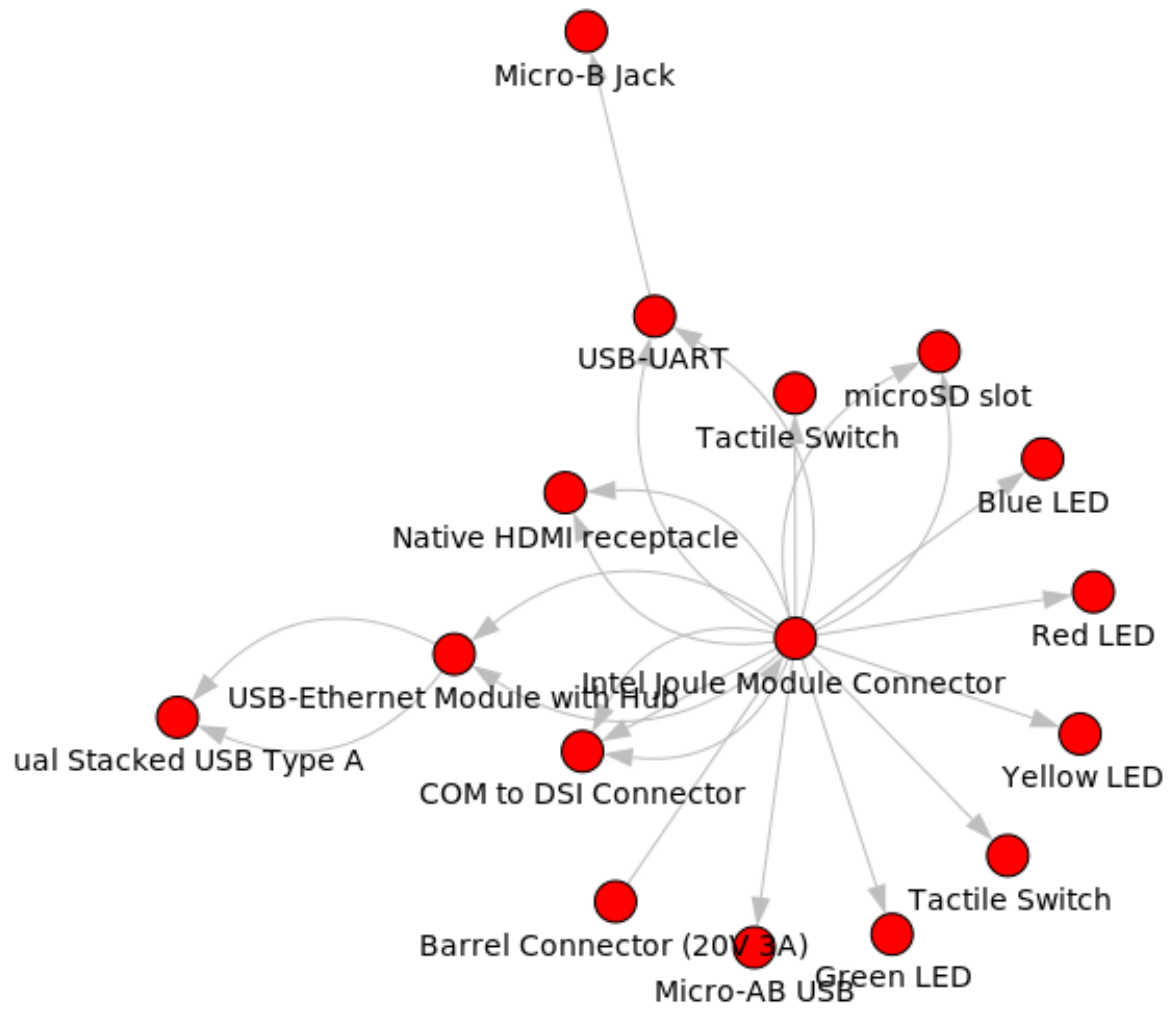 Micro-B Jack
USB-UART
microSD slot
Tactile Switch
Blue LED
Native HDMI receptacle
Red LED
Intel Joule Module Connector
USB-Ethernet Module with Hub
ual Stacked USB Type A
Yellow LED
COM to DSI Connector
Tactile Switch
Barrel Connector (20V 3A)
Green LED
Micro-AB USB